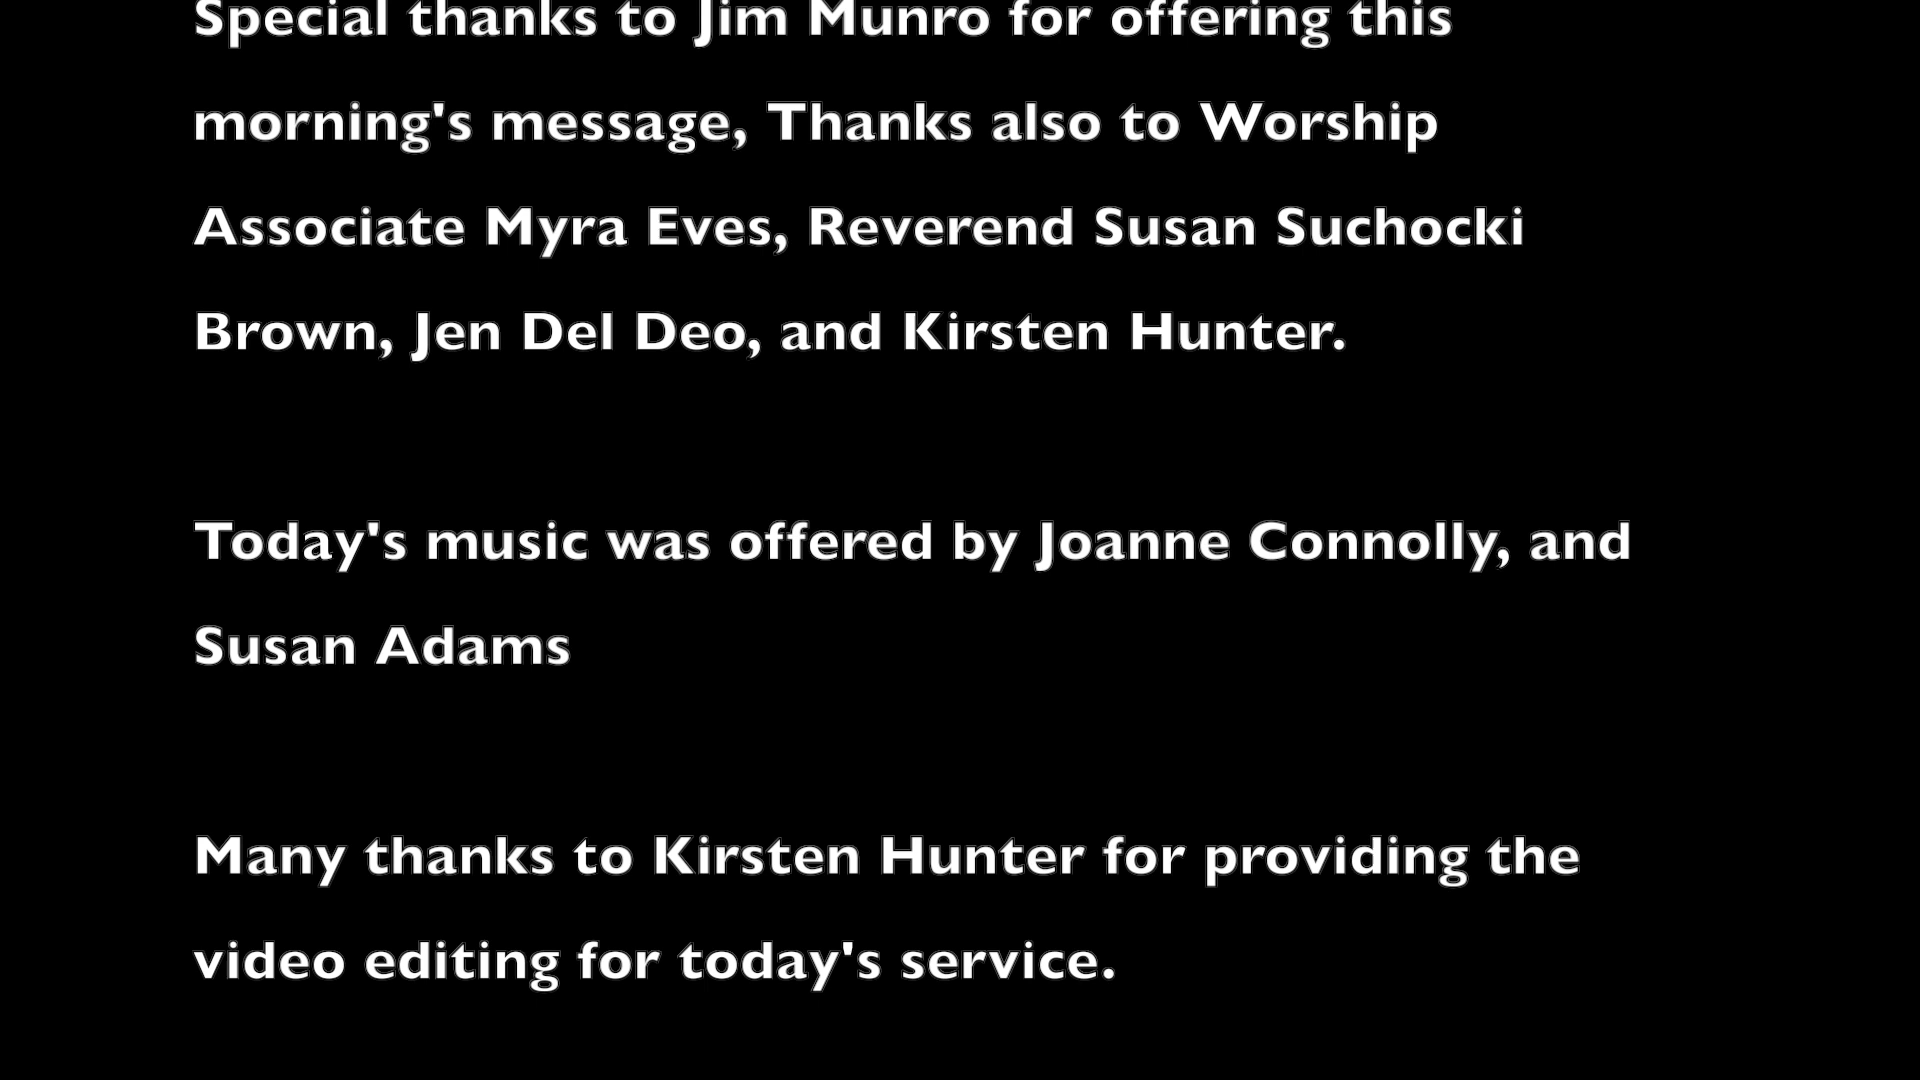 Special thanks to Jim Munro for offering this
morning's message, Thanks also to Worship
Associate Myra Eves, Reverend Susan Suchocki
Brown, Jen Del Deo, and Kirsten Hunter.
Today's music was offered by Joanne Connolly, and
Susan Adams
Many thanks to Kirsten Hunter for providing the
video editing for today's service.